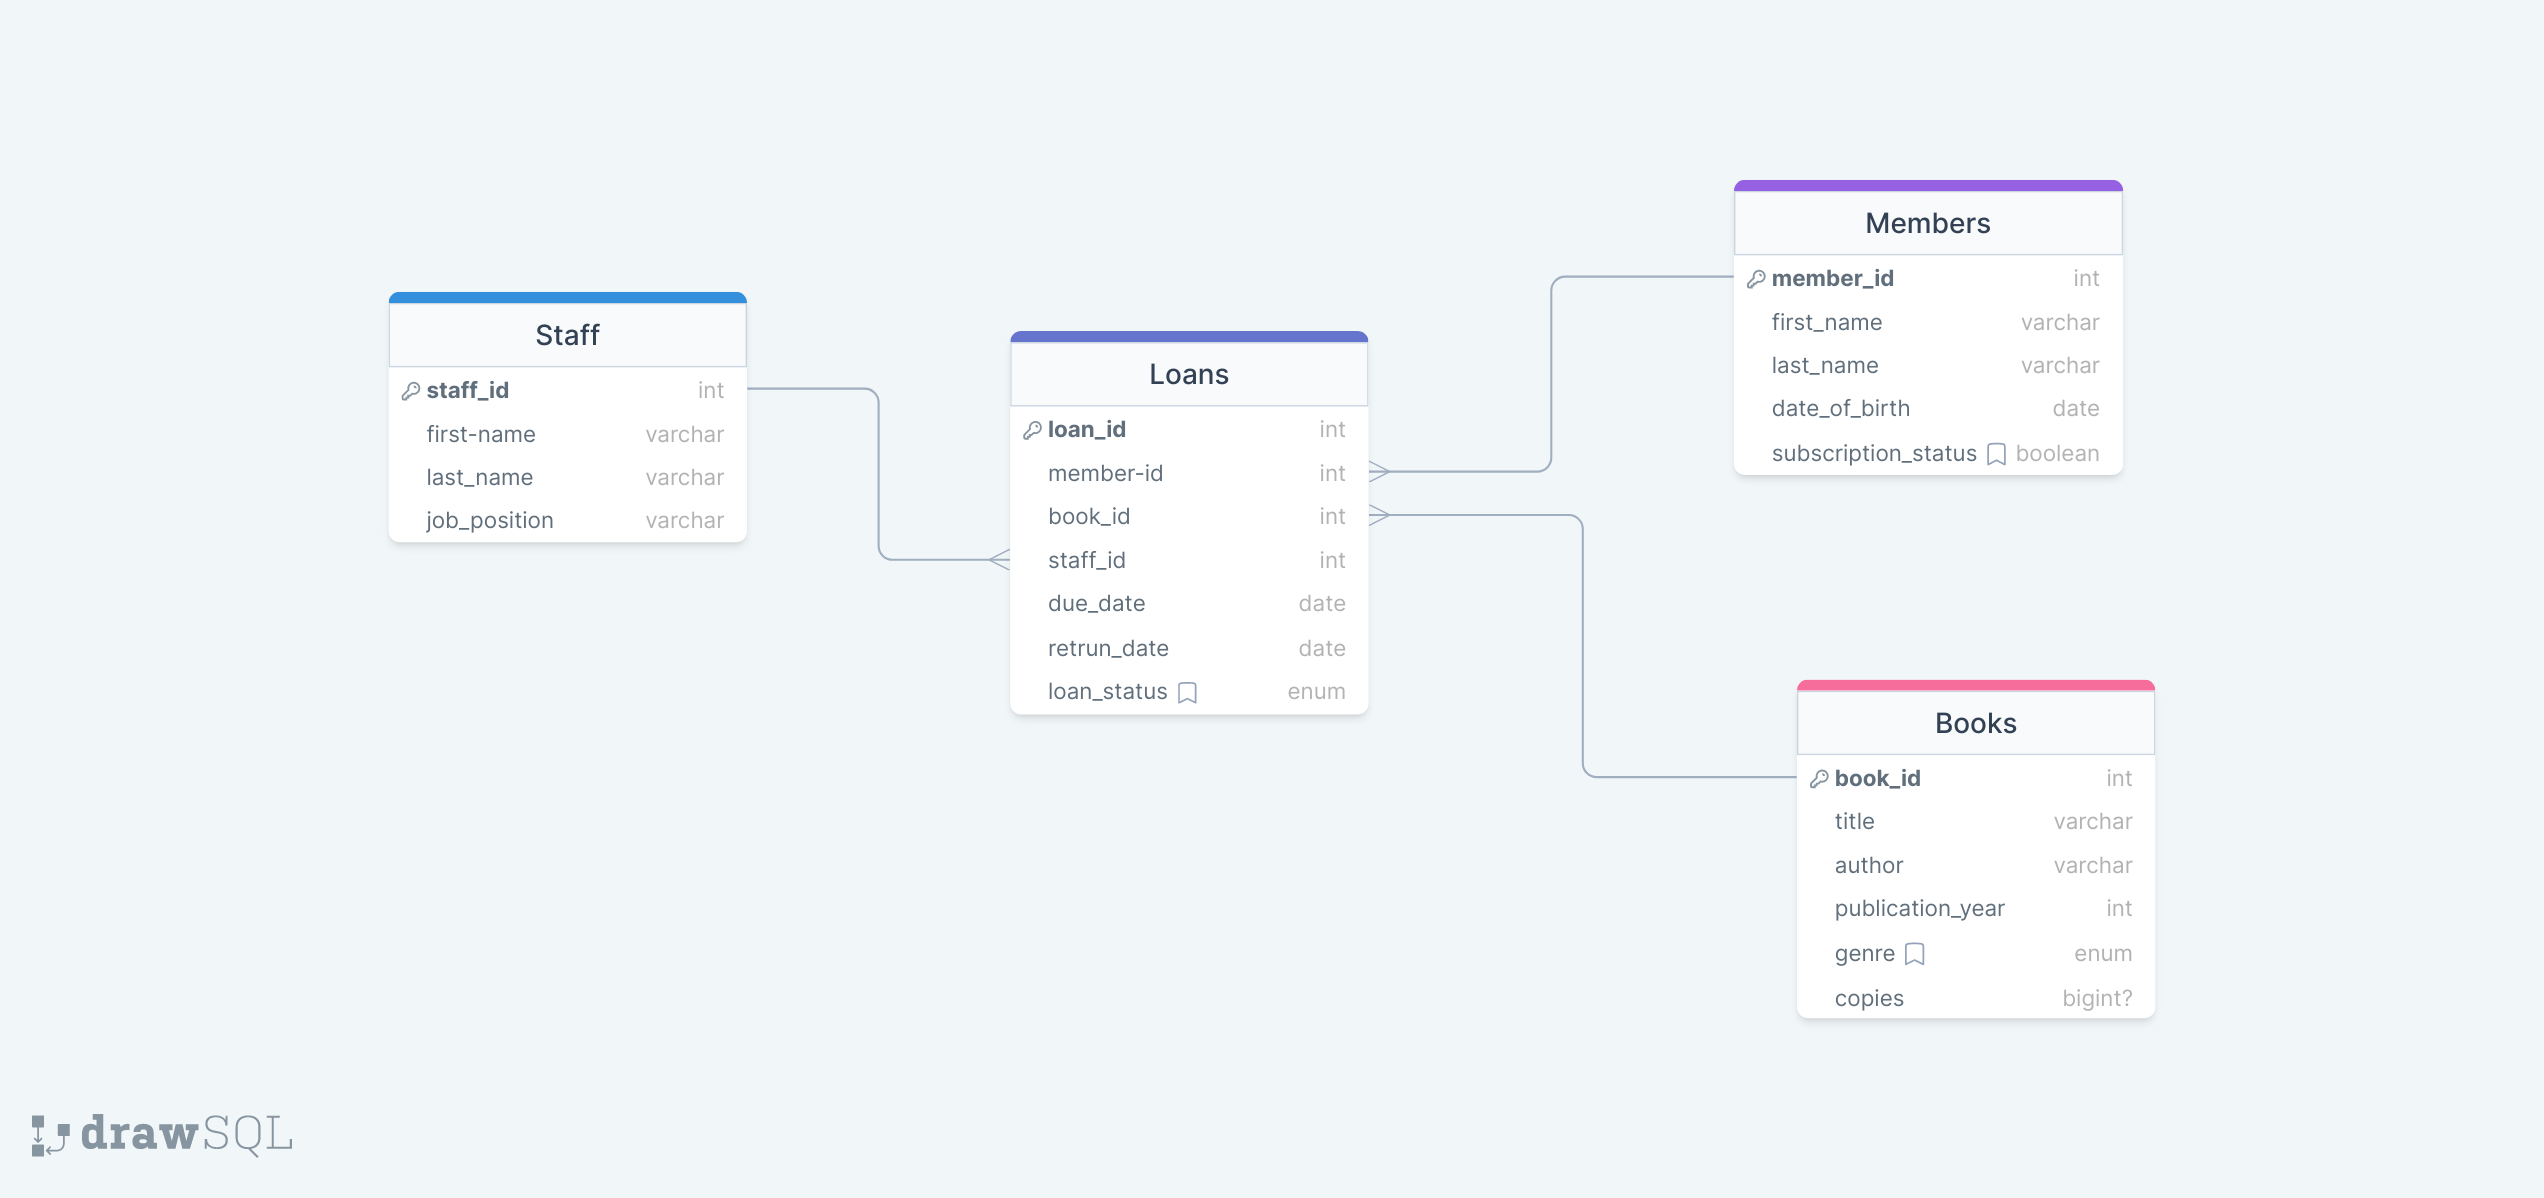 Staff
staff_id int
first-name varchar
last_name varchar
job_position varchar
Loans
loan_id int
member-id int
book_id int
staff_id int
due_date date
retrun_date date
loan_status enum
Members
member_id int
first_name varchar
last_name varchar
date_of_birth date
subscription_status boolean
Books
book_id int
title varchar
author varchar
publication_year int
genre enum
copies bigint?
drawSQL